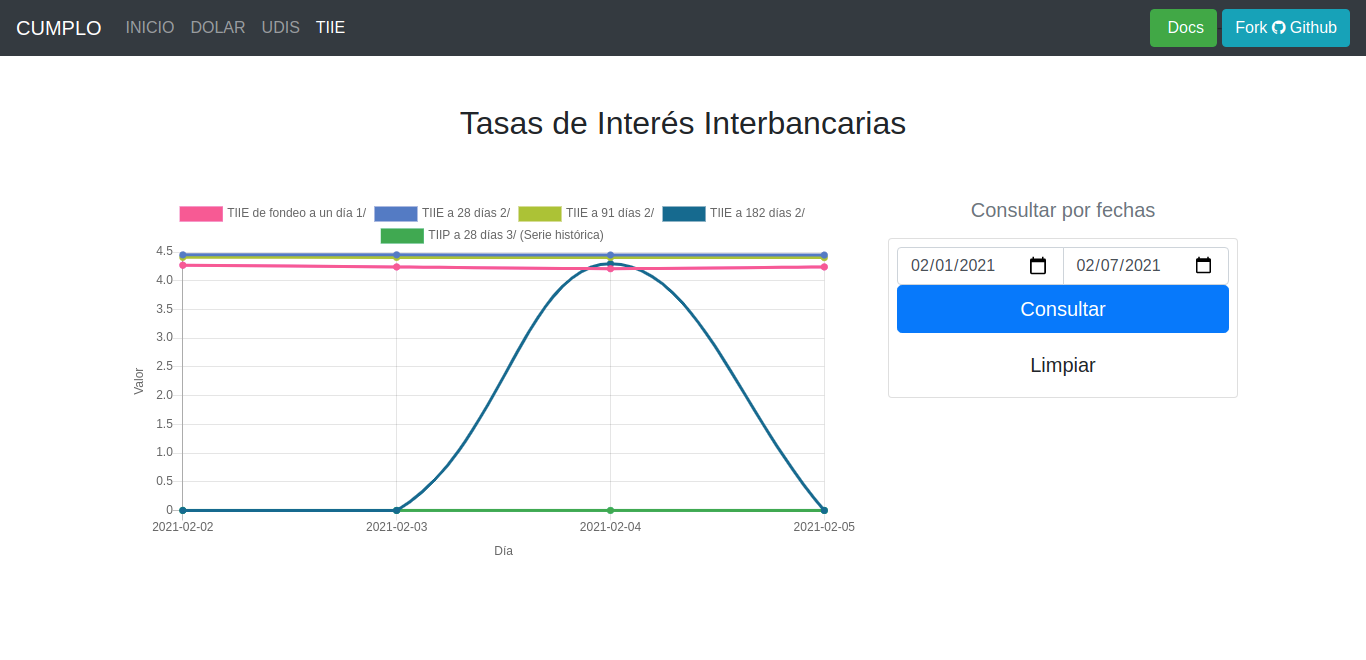 CUMPLO INICIO DOLAR UDIS TIIE Docs Fork Github
Tasas de Interés Interbancarias
TIIE de fondeo a un día 1/ TIIE a 28 días 2/ TIIE a 91 días 2/ TIIE a 182 días 2/
TIIP a 28 días 3/ (Serie histórica)
4.5
4.0
3.5
3.0
2.5
2.0
1.5
1.0
0.5
0
Valor
2021-02-02 2021-02-03 2021-02-04 2021-02-05
Día
Consultar por fechas
02/01/2021 02/07/2021
Consultar
Limpiar